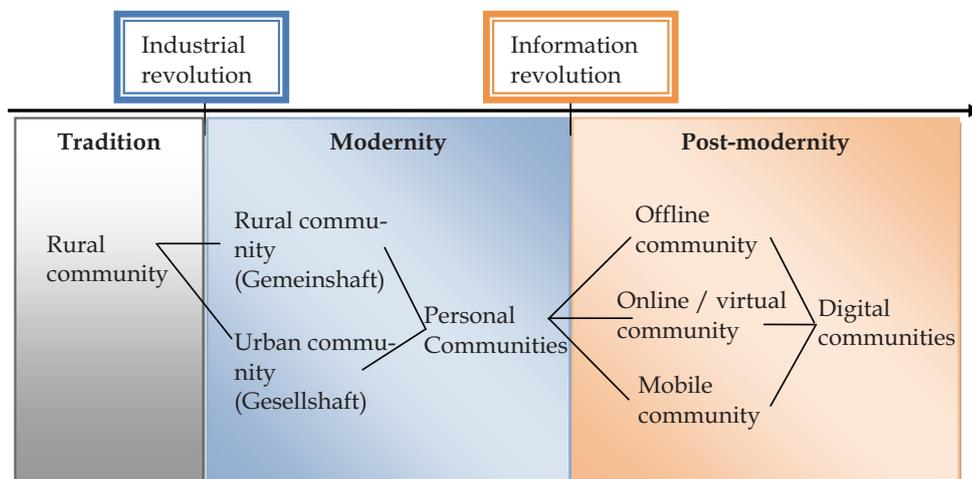 Industrial
revolution
Information
revolution
Tradition
Modernity
Post-modernity
Rural
community
Rural commu-
nity
(Gemeinshaft)
Urban commu-
nity
(Gesellshaft)
Personal
Communities
Offline
community
Online / virtual
community
Mobile
community
Digital
communities